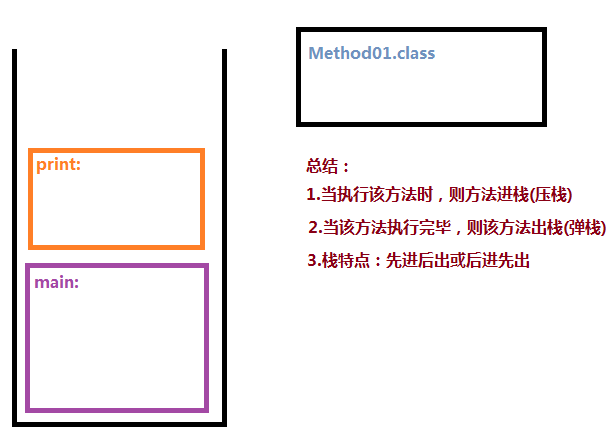 Method01.class
print:
main:
总结：
1.当执行该方法时，则方法进栈(压栈)
2.当该方法执行完毕，则该方法出栈(弹栈)
3.栈特点：先进后出或后进先出